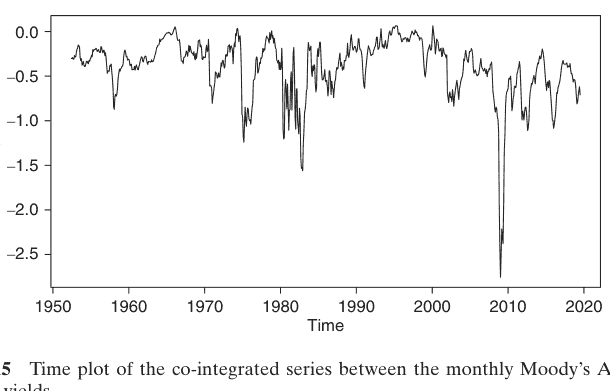 0.0
−0.5
−1.0
−1.5
−2.0
−2.5
1950 1960 1970 1980 1990 2000 2010 2020
Time
5 Time plot of the co-integrated series between the monthly Moody's A
yields